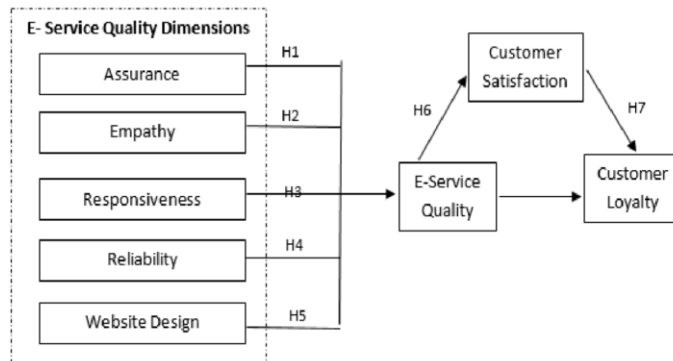 E- Service Quality Dimensions
Assurance
H1
Empathy
H2
Responsiveness
H3
Reliability
H4
Website Design
H5
E-Service
Quality
H6
Customer
Satisfaction
H7
Customer
Loyalty